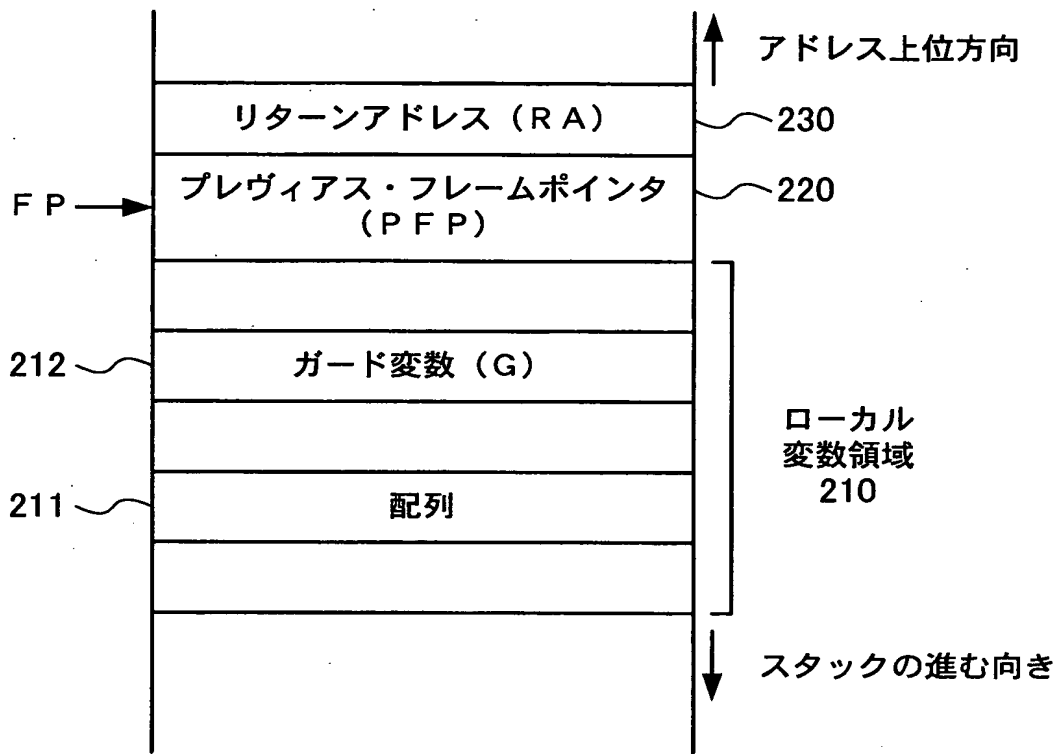 アドレス上位方向
リターンアドレス（ＲＡ）
230
ＦＰ
プレヴィアス・フレームポインタ
（ＰＦＰ）
220
212
ガード変数（Ｇ）
ローカル
変数領域
210
211
配列
スタックの進む向き